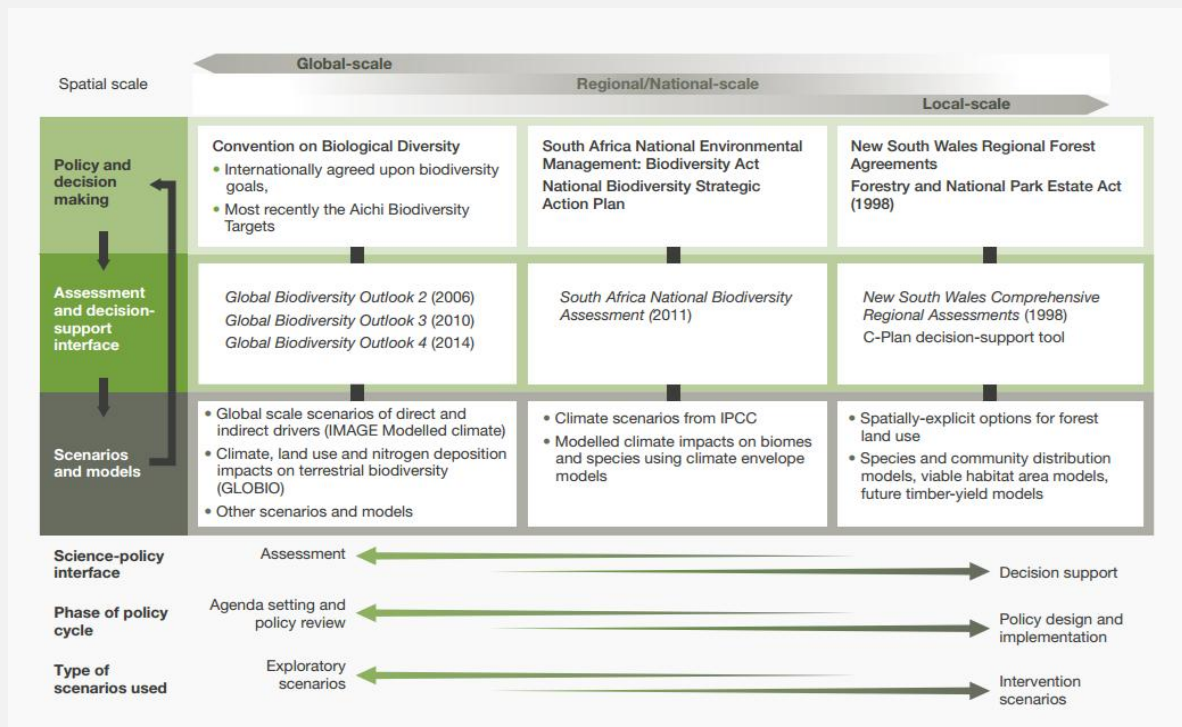 Global-scale
Spatial scale
Regional/National-scale
Local-scale
Policy and
decision
making
Convention on Biological Diversity
• Internationally agreed upon biodiversity
goals,
• Most recently the Aichi Biodiversity
Targets
South Africa National Environmental
Management: Biodiversity Act
National Biodiversity Strategic
Action Plan
New South Wales Regional Forest
Agreements
Forestry and National Park Estate Act
(1998)
Assessment
and decision-
support
interface
Global Biodiversity Outlook 2 (2006)
Global Biodiversity Outlook 3 (2010)
Global Biodiversity Outlook 4 (2014)
South Africa National Biodiversity
Assessment (2011)
New South Wales Comprehensive
Regional Assessments (1998)
C-Plan decision-support tool
Scenarios
and models
• Global scale scenarios of direct and
indirect drivers (IMAGE Modelled climate)
• Climate, land use and nitrogen deposition
impacts on terrestrial biodiversity
(GLOBIO)
• Other scenarios and models
• Climate scenarios from IPCC
• Modelled climate impacts on biomes
and species using climate envelope
models
• Spatially-explicit options for forest
land use
• Species and community distribution
models, viable habitat area models,
future timber-yield models
Science-policy
interface
Assessment
Decision support
Phase of policy
cycle
Agenda setting and
policy review
Policy design and
implementation
Type of
scenarios used
Exploratory
scenarios
Intervention
scenarios